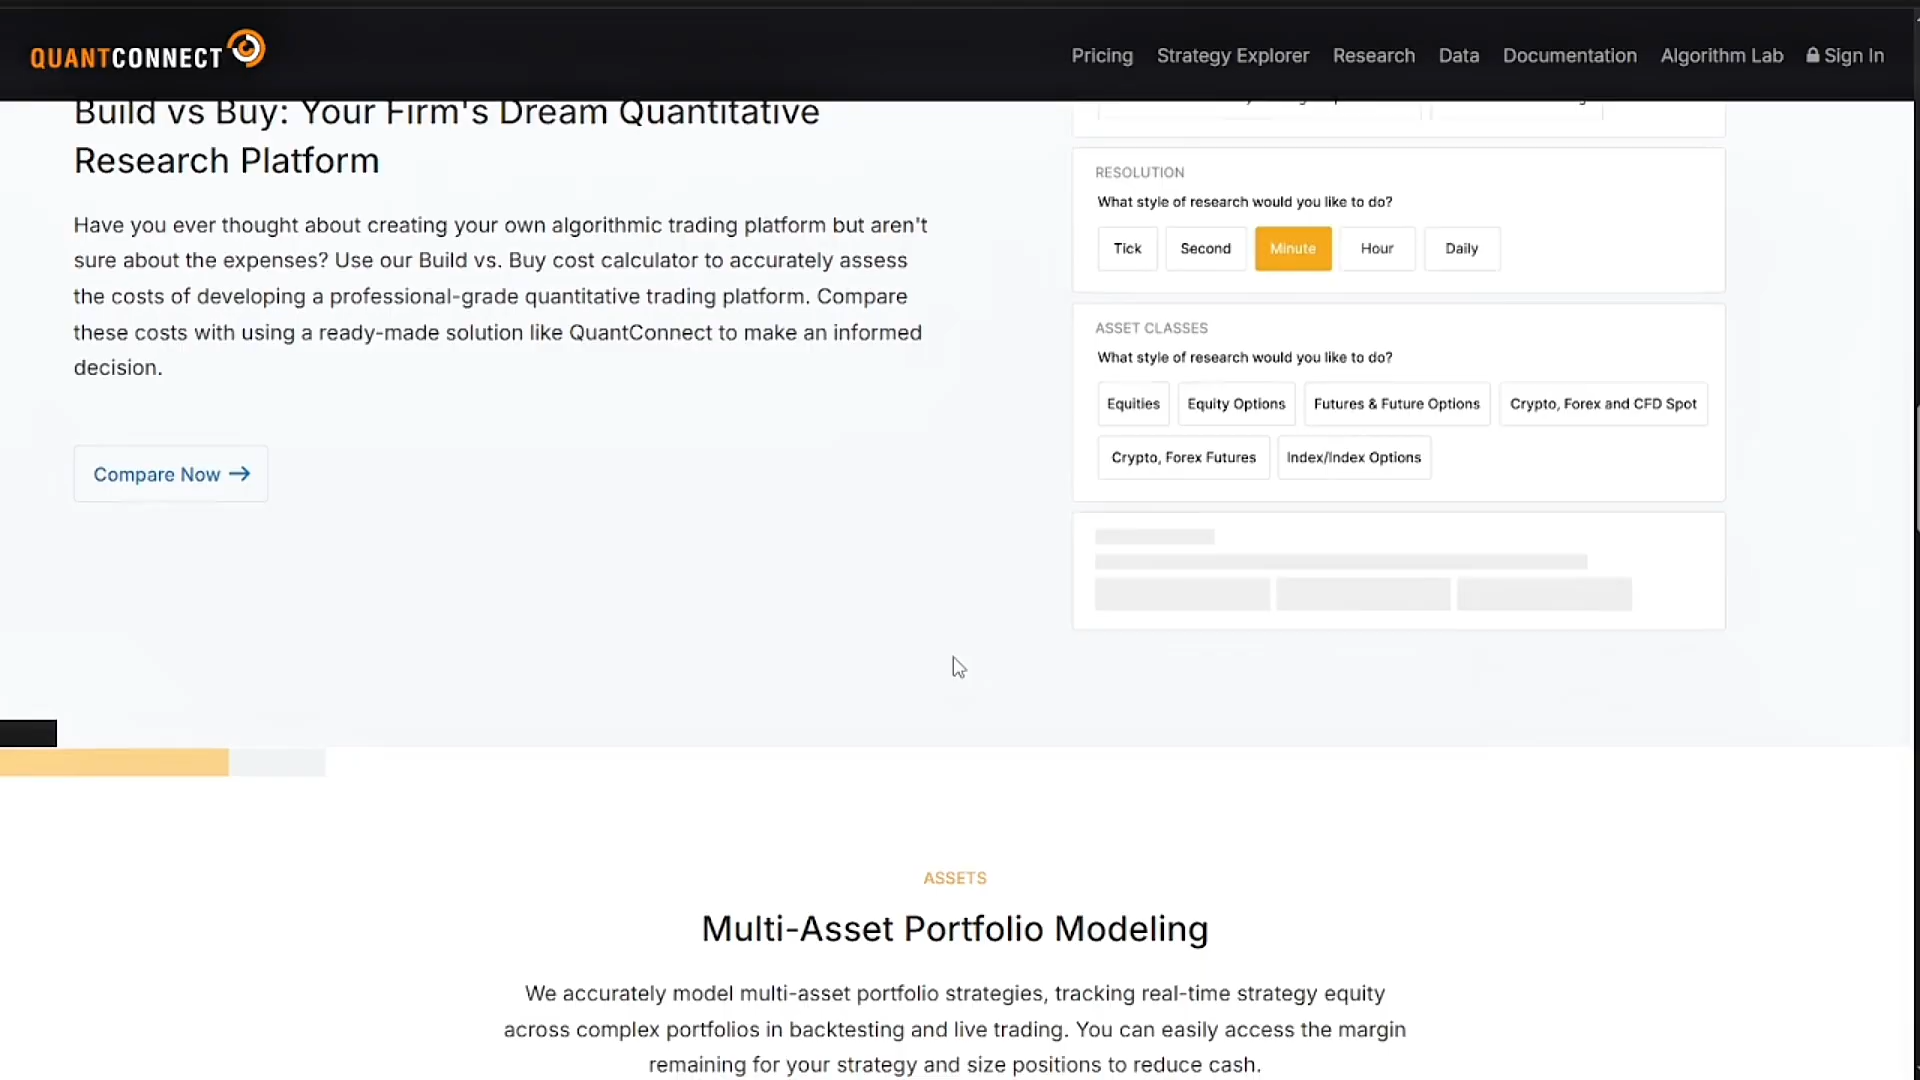 QUANTCONNECT
Pricing Strategy Explorer Research Data Documentation Algorithm Lab Sign In
Build vs Buy: Your Firm's Dream Quantitative
Research Platform
Have you ever thought about creating your own algorithmic trading platform but aren't
sure about the expenses? Use our Build vs. Buy cost calculator to accurately assess
the costs of developing a professional-grade quantitative trading platform. Compare
these costs with using a ready-made solution like QuantConnect to make an informed
decision.
Compare Now
RESOLUTION
What style of research would you like to do?
Tick Second Minute Hour Daily
ASSET CLASSES
What style of research would you like to do?
Equities Equity Options Futures & Future Options Crypto, Forex and CFD Spot
Crypto, Forex Futures Index/Index Options
ASSETS
Multi-Asset Portfolio Modeling
We accurately model multi-asset portfolio strategies, tracking real-time strategy equity
across complex portfolios in backtesting and live trading. You can easily access the margin
remaining for your strategy and size positions to reduce cash.